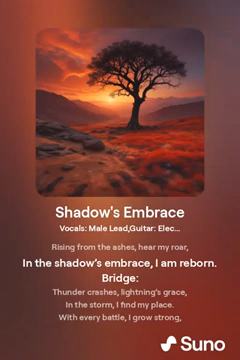 Shadow's Embrace
Vocals: Male Lead,Guitar: Elec...
Rising from the ashes, hear my roar,
In the shadow's embrace, I am reborn.
Bridge:
Thunder crashes, lightning's grace,
In the storm, I find my place.
With every battle, I grow strong,
Suno